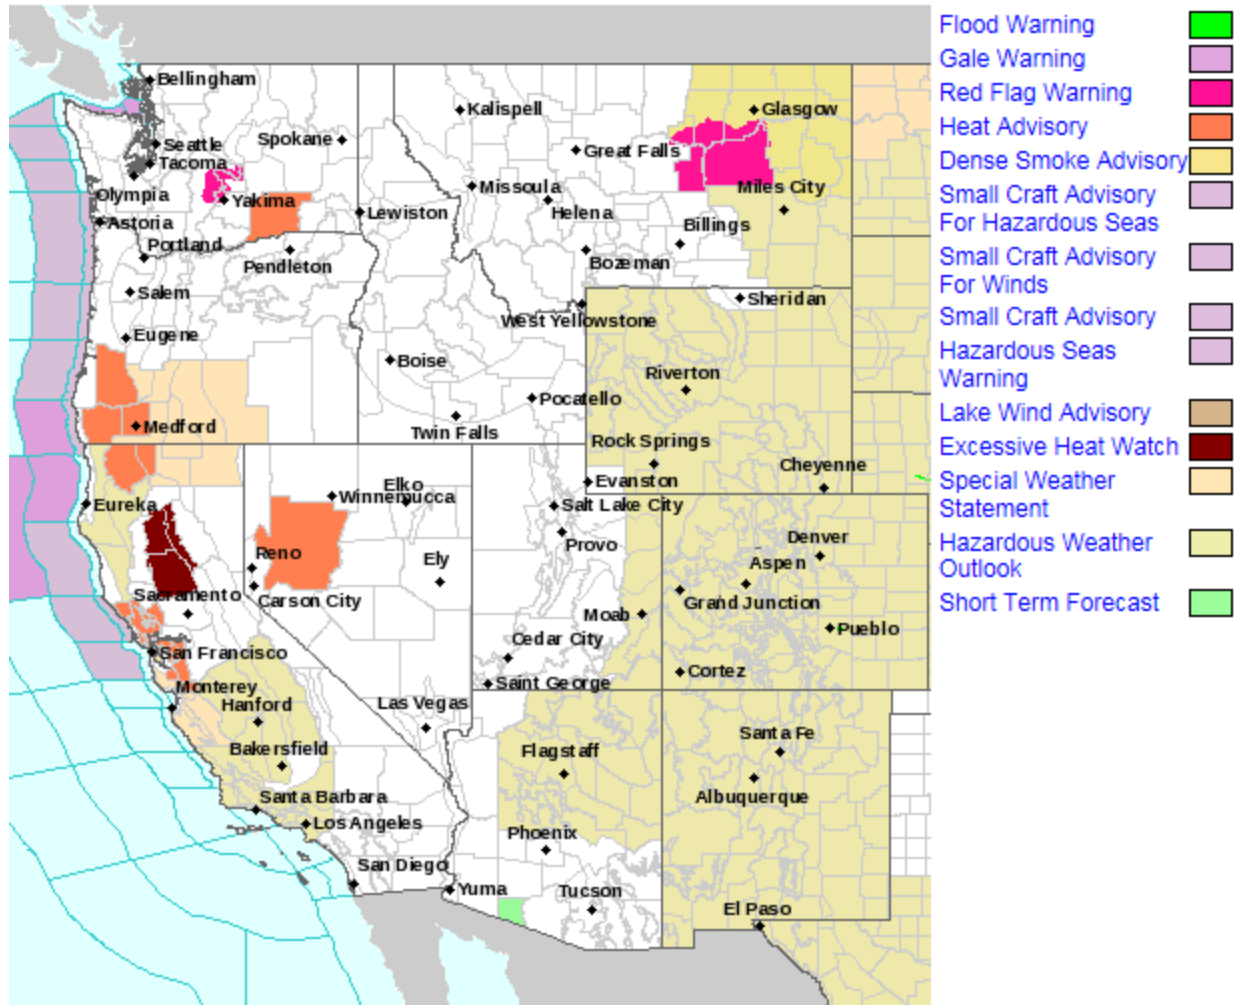 Bellingham
Kalispell
Glasgow
Seattle
Spokane
Great Falls
Tacoma
Olympia
Yakima
Missoula
Miles City
Astoria
Lewiston
Helena
Billings
Portland
Pendleton
Bozeman
Salem
Sheridan
West Yellowstone
Eugene
Boise
Riverton
Pocatello
Medford
Twin Falls
Rock Springs
Cheyenne
Elko
Evanston
Eureka
Winnemucca
Salt Lake City
Reno
Ely
Provo
Denver
Aspen
Sacramento
Carson City
Grand Junction
Moab
Pueblo
Cedar City
San Francisco
Cortez
Monterey
Saint George
Hanford
Las Vegas
Santa Fe
Bakersfield
Flagstaff
Albuquerque
Santa Barbara
Los Angeles
Phoenix
San Diego
Yuma
Tucson
El Paso
Flood Warning
Gale Warning
Red Flag Warning
Heat Advisory
Dense Smoke Advisory
Small Craft Advisory
For Hazardous Seas
Small Craft Advisory
For Winds
Small Craft Advisory
Hazardous Seas
Warning
Lake Wind Advisory
Excessive Heat Watch
Special Weather
Statement
Hazardous Weather
Outlook
Short Term Forecast